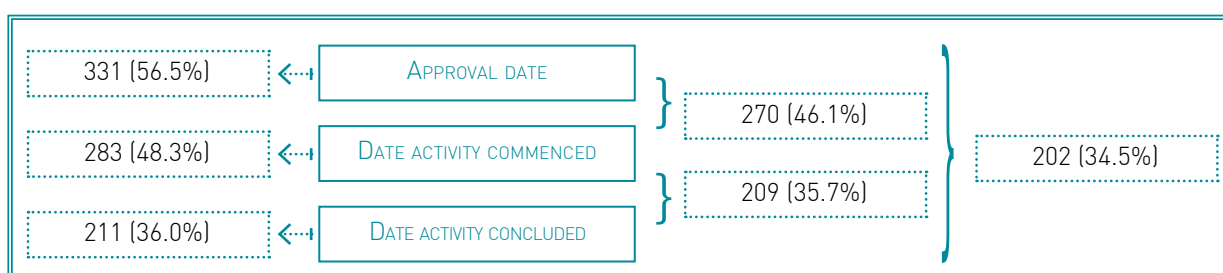 331 (56.5%)
APPROVAL DATE
270 (46.1%)
283 (48.3%)
DATE ACTIVITY COMMENCED
202 (34.5%)
209 (35.7%)
211 (36.0%)
DATE ACTIVITY CONCLUDED